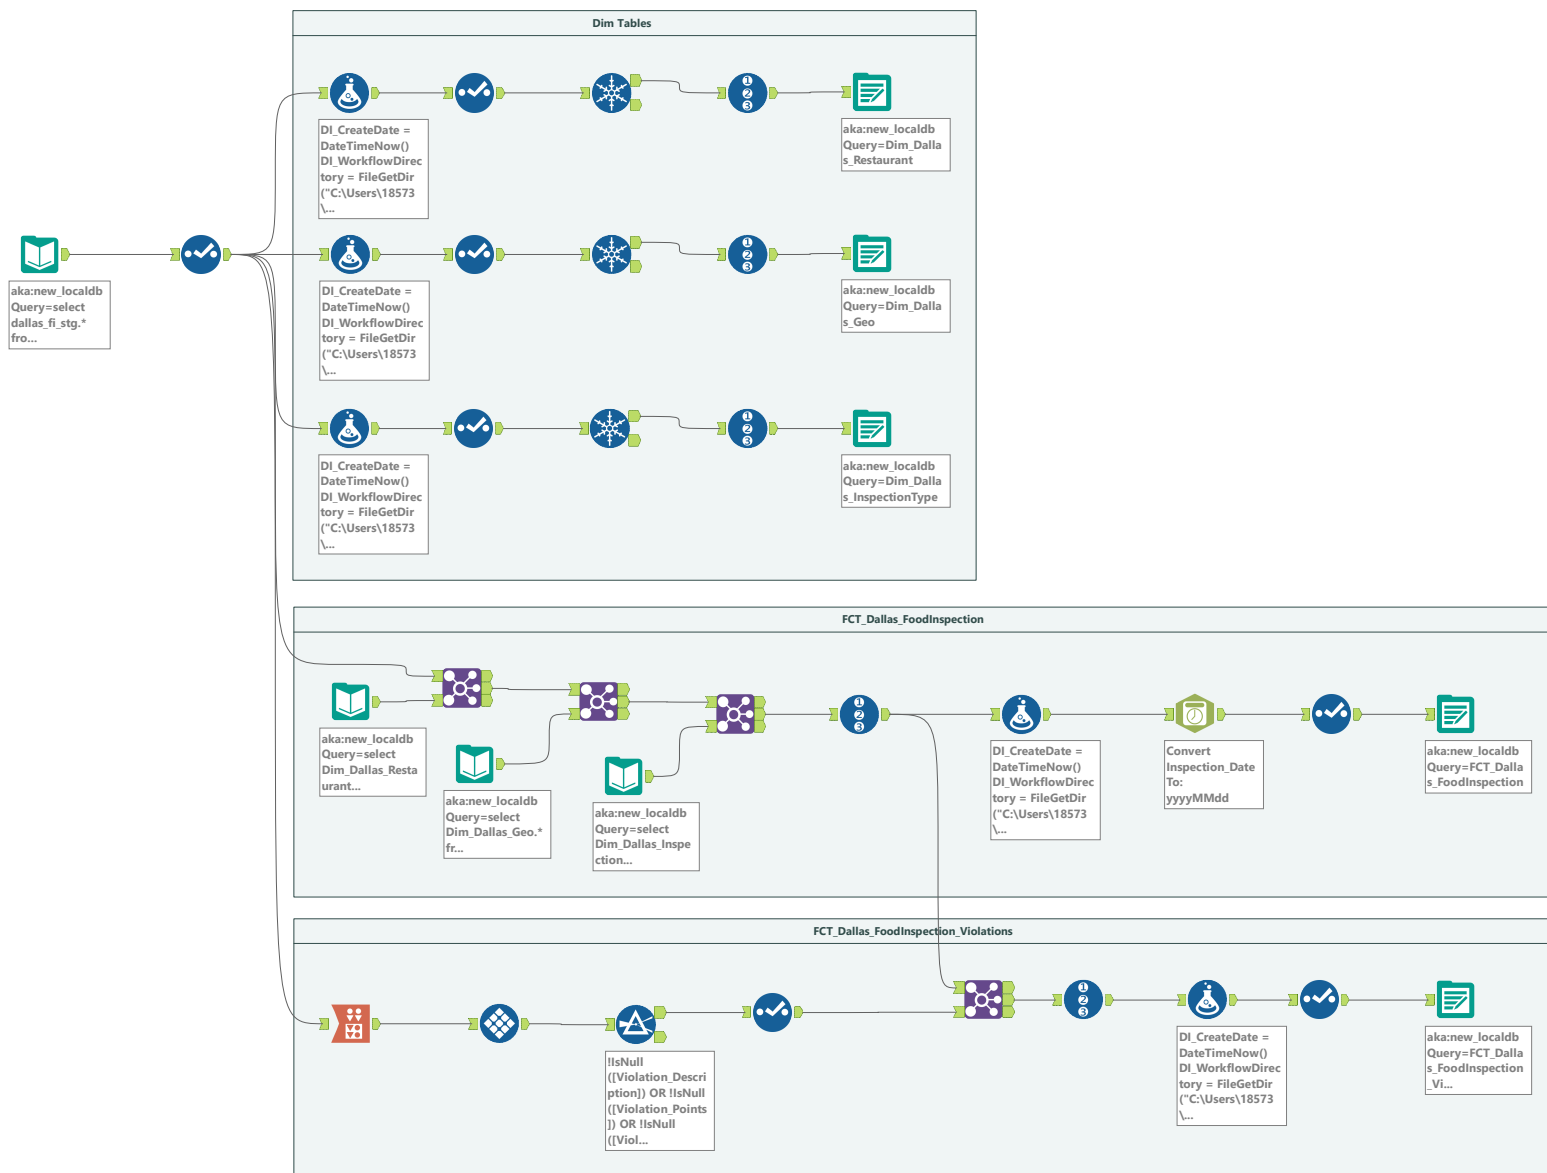 Dim Tables
DI_CreateDate =
DateTimeNow()
DI_WorkflowDirec
tory = FileGetDir
("C:\Users\18573
\...
aka:new_localdb
Query=Dim_Dalla
s_Restaurant
aka:new_localdb
Query=select
dallas_fi_stg.*
fro...
DI_CreateDate =
DateTimeNow()
DI_WorkflowDirec
tory = FileGetDir
("C:\Users\18573
\...
aka:new_localdb
Query=Dim_Dalla
s_Geo
DI_CreateDate =
DateTimeNow()
DI_WorkflowDirec
tory = FileGetDir
("C:\Users\18573
\...
aka:new_localdb
Query=Dim_Dalla
s_InspectionType
FCT_Dallas_FoodInspection
aka:new_localdb
Query=select
Dim_Dallas_Resta
urant...
aka:new_localdb
Query=select
Dim_Dallas_Geo.*
fr...
aka:new_localdb
Query=select
Dim_Dallas_Inspe
ction...
DI_CreateDate =
DateTimeNow()
DI_WorkflowDirec
tory = FileGetDir
("C:\Users\18573
\...
Convert
Inspection_Date
To:
yyyyMMdd
aka:new_localdb
Query=FCT_Dalla
s_FoodInspection
FCT_Dallas_FoodInspection_Violations
!IsNull
([Violation_Descri
ption]) OR !IsNull
([Violation_Points
]) OR !IsNull
([Viol...
DI_CreateDate =
DateTimeNow()
DI_WorkflowDirec
tory = FileGetDir
("C:\Users\18573
\...
aka:new_localdb
Query=FCT_Dalla
s_FoodInspection
_Vi...